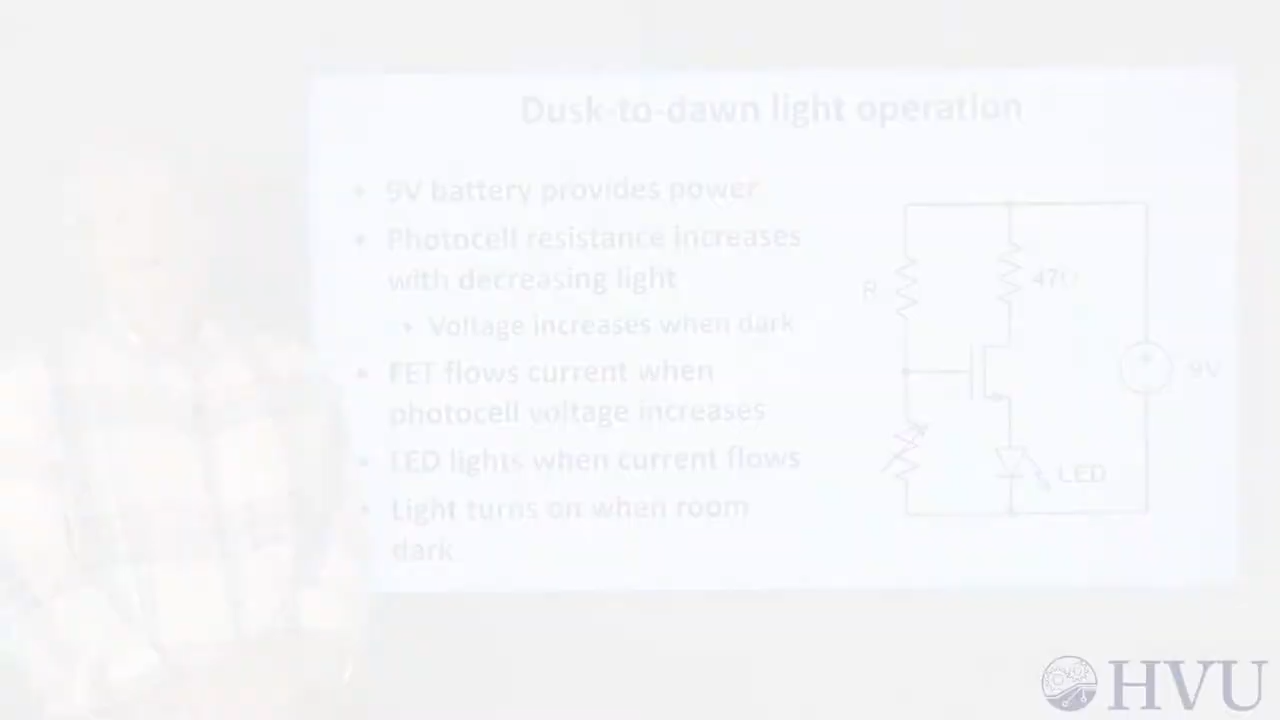 Dusk-to-dawn light operation
• 9V battery provides power
• Photocell resistance increases
with decreasing light
• Voltage increases when dark
• FET flows current when
photocell voltage increases
• LED lights when current flows
• Light turns on when room
dark
R
47Ω
9V
LED
HVU